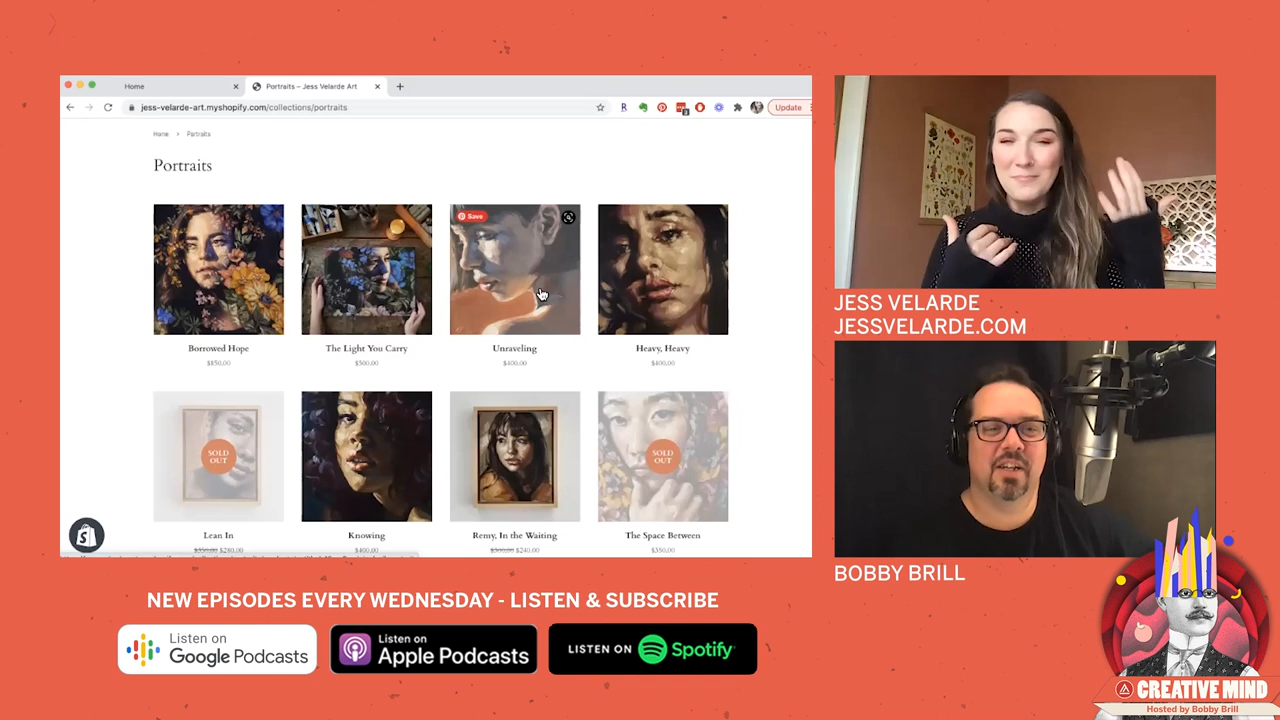 Home
Portraits – Jess Velarde Art
jess-velarde-art.myshopify.com/collections/portraits
Update
Home > Portraits
Portraits
Save
Borrowed Hope
$850.00
The Light You Carry
$500.00
Unraveling
$400.00
Heavy, Heavy
$400.00
SOLD OUT
SOLD OUT
Lean In
$350.00 $280.00
Knowing
$400.00
Remy, In the Waiting
$300.00 $240.00
The Space Between
$350.00
JESS VELARDE
JESSVELARDE.COM
BOBBY BRILL
NEW EPISODES EVERY WEDNESDAY - LISTEN & SUBSCRIBE
Listen on
Google Podcasts
Listen on
Apple Podcasts
LISTEN ON Spotify
CREATIVE MIND
Hosted by Bobby Brill